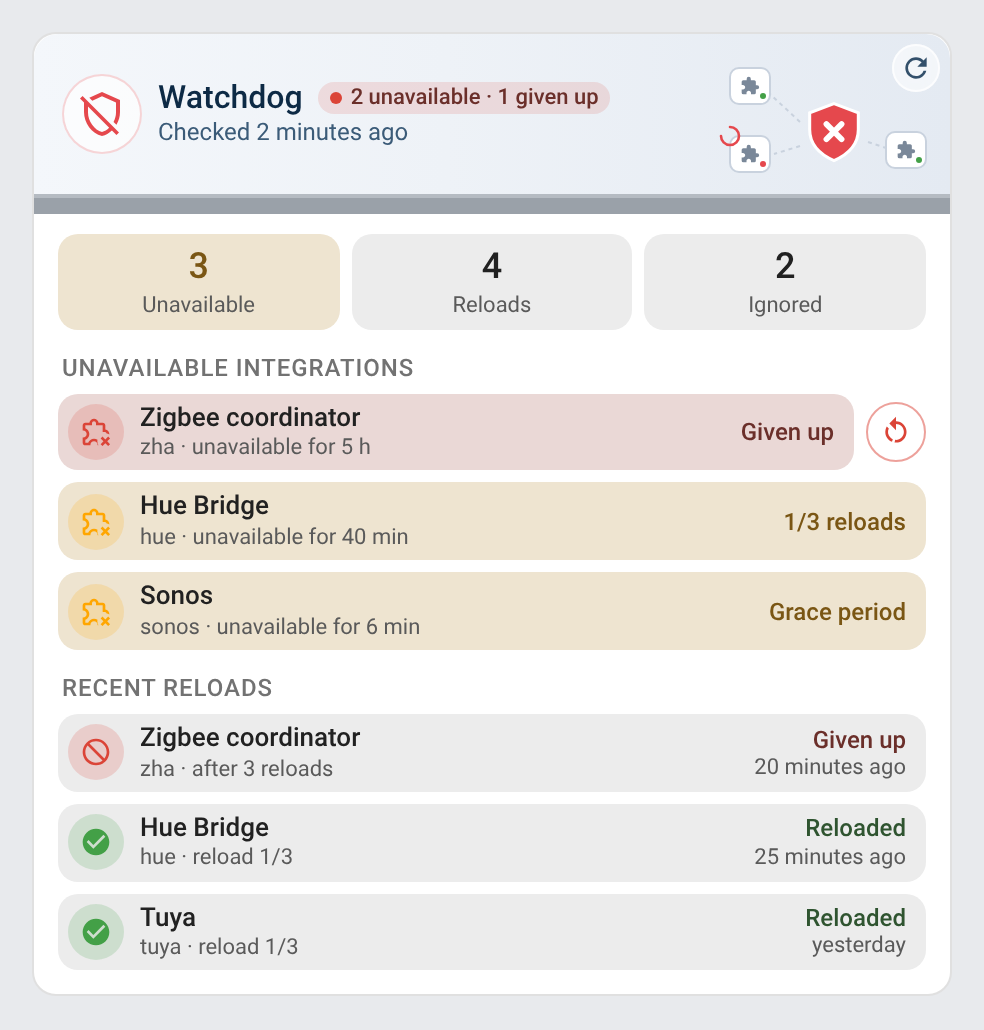 Watchdog
2 unavailable · 1 given up
Checked 2 minutes ago
3
Unavailable
4
Reloads
2
Ignored
UNAVAILABLE INTEGRATIONS
Zigbee coordinator
zha · unavailable for 5 h
Given up
Hue Bridge
hue · unavailable for 40 min
1/3 reloads
Sonos
sonos · unavailable for 6 min
Grace period
RECENT RELOADS
Zigbee coordinator
zha · after 3 reloads
Given up
20 minutes ago
Hue Bridge
hue · reload 1/3
Reloaded
25 minutes ago
Tuya
tuya · reload 1/3
Reloaded
yesterday